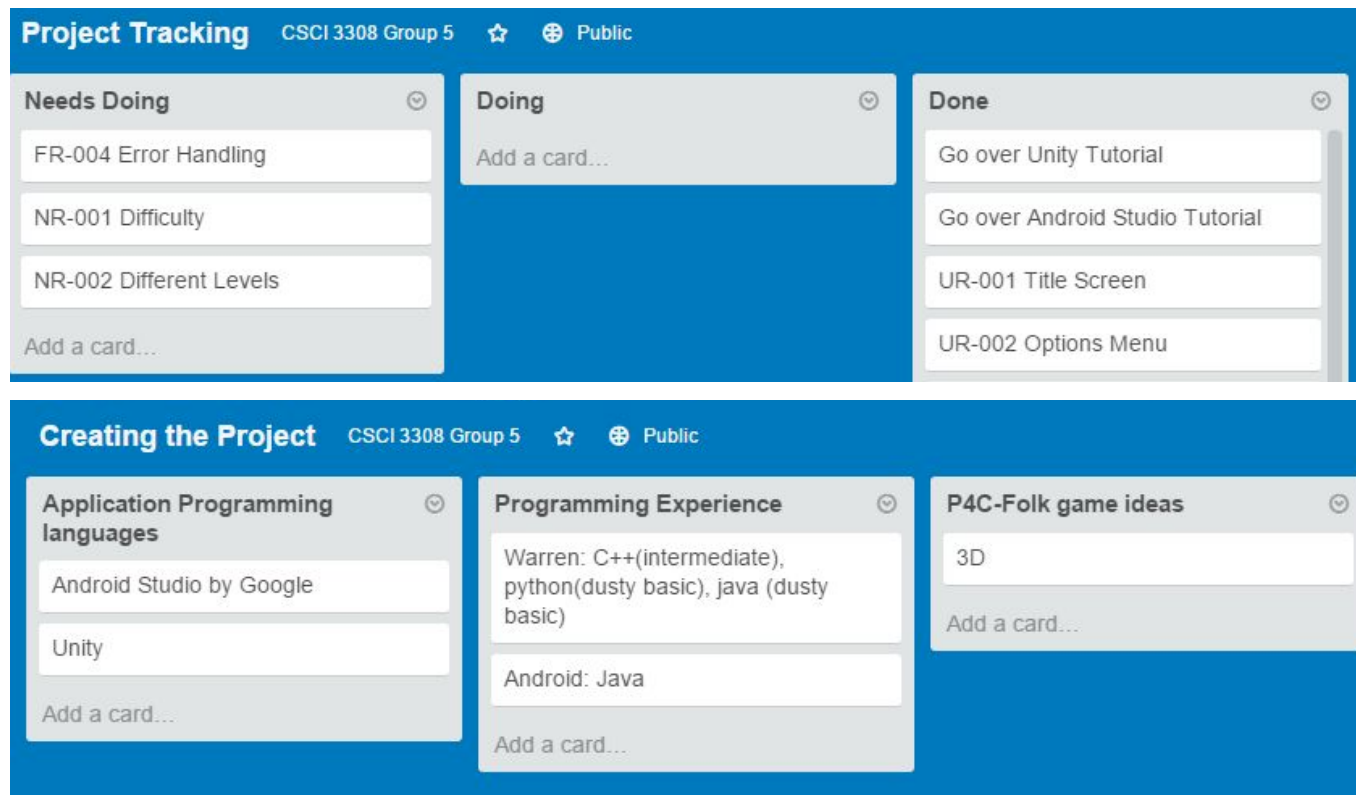 Project Tracking CSCI 3308 Group 5 Public
Needs Doing
FR-004 Error Handling
NR-001 Difficulty
NR-002 Different Levels
Add a card...
Doing
Add a card...
Done
Go over Unity Tutorial
Go over Android Studio Tutorial
UR-001 Title Screen
UR-002 Options Menu
Creating the Project CSCI 3308 Group 5 Public
Application Programming
languages
Android Studio by Google
Unity
Add a card...
Programming Experience
Warren: C++(intermediate),
python(dusty basic), java (dusty
basic)
Android: Java
Add a card...
P4C-Folk game ideas
3D
Add a card...